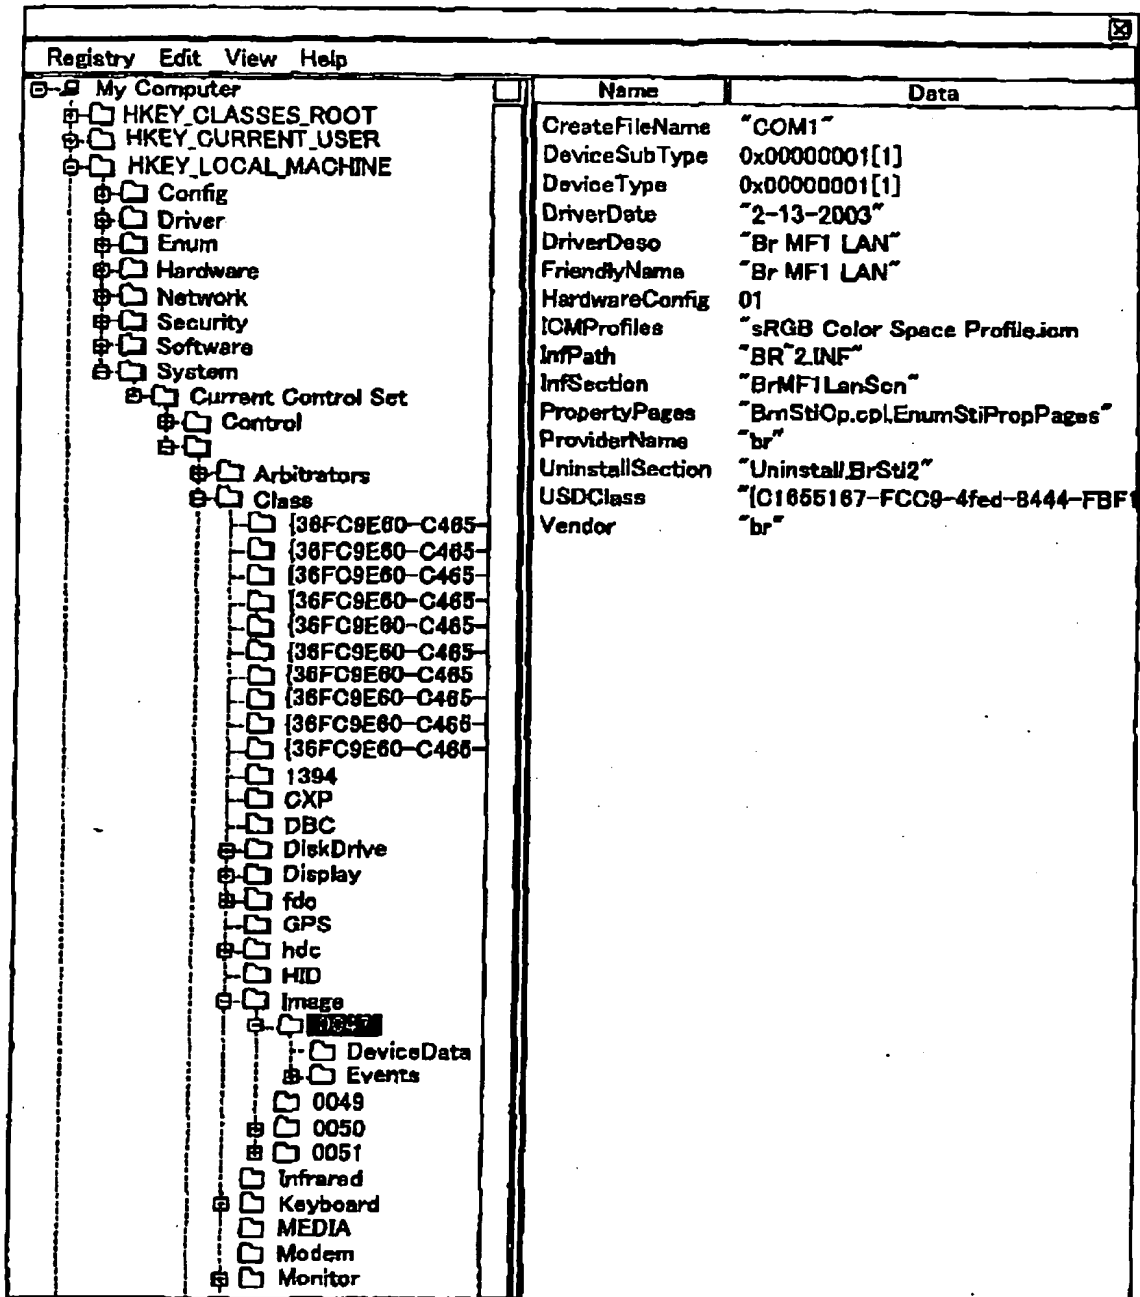 Registry Edit View Help
My Computer
HKEY_CLASSES_ROOT
HKEY_CURRENT_USER
HKEY_LOCAL_MACHINE
Config
Driver
Enum
Hardware
Network
Security
Software
System
Current Control Set
Control
Arbitrators
Class
{36FC9E60-C465-
{36FC9E60-C465-
{36FC9E60-C465-
{36FC9E60-C465-
{36FC9E60-C465-
{36FC9E60-C465-
{36FC9E60-C465
{36FC9E60-C465-
{36FC9E60-C465-
{36FC9E60-C465-
1394
CXP
DBC
DiskDrive
Display
fdc
GPS
hdc
HID
Image
DeviceData
Events
0049
0050
0051
Infrared
Keyboard
MEDIA
Modem
Monitor
Name Data
CreateFileName "COM1"
DeviceSubType 0x00000001[1]
DeviceType 0x00000001[1]
DriverDate "2-13-2003"
DriverDesc "Br MF1 LAN"
FriendlyName "Br MF1 LAN"
HardwareConfig 01
ICMProfiles "sRGB Color Space Profile.icm
InfPath "BR~2.INF"
InfSection "BrMF1LanScn"
PropertyPages "BrnStiCp.cpl.EnumStiPropPages"
ProviderName "br"
UninstallSection "Uninstall.BrSti2"
USDClass "{C1655167-FCC9-4fed-8444-FBF1
Vendor "br"